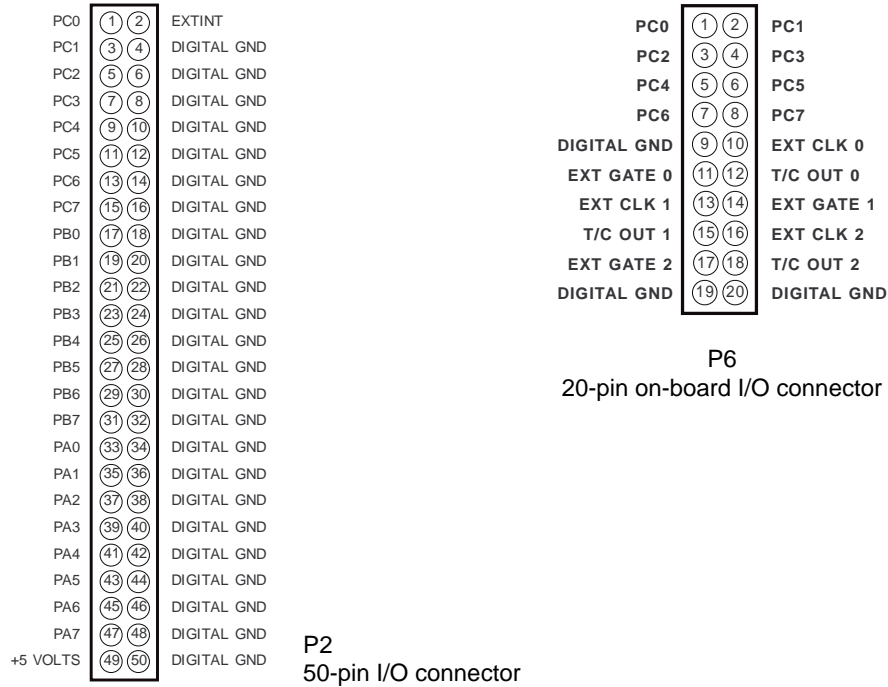 PC0 1 2 EXTINT
PC1 3 4 DIGITAL GND
PC2 5 6 DIGITAL GND
PC3 7 8 DIGITAL GND
PC4 9 10 DIGITAL GND
PC5 11 12 DIGITAL GND
PC6 13 14 DIGITAL GND
PC7 15 16 DIGITAL GND
PB0 17 18 DIGITAL GND
PB1 19 20 DIGITAL GND
PB2 21 22 DIGITAL GND
PB3 23 24 DIGITAL GND
PB4 25 26 DIGITAL GND
PB5 27 28 DIGITAL GND
PB6 29 30 DIGITAL GND
PB7 31 32 DIGITAL GND
PA0 33 34 DIGITAL GND
PA1 35 36 DIGITAL GND
PA2 37 38 DIGITAL GND
PA3 39 40 DIGITAL GND
PA4 41 42 DIGITAL GND
PA5 43 44 DIGITAL GND
PA6 45 46 DIGITAL GND
PA7 47 48 DIGITAL GND
+5 VOLTS 49 50 DIGITAL GND
P2
50-pin I/O connector
PC0 1 2 PC1
PC2 3 4 PC3
PC4 5 6 PC5
PC6 7 8 PC7
DIGITAL GND 9 10 EXT CLK 0
EXT GATE 0 11 12 T/C OUT 0
EXT CLK 1 13 14 EXT GATE 1
T/C OUT 1 15 16 EXT CLK 2
EXT GATE 2 17 18 T/C OUT 2
DIGITAL GND 19 20 DIGITAL GND
P6
20-pin on-board I/O connector